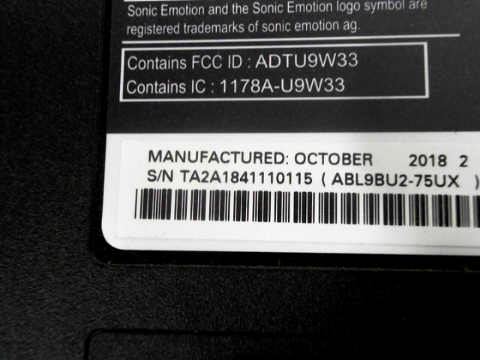 Sonic Emotion and the Sonic Emotion logo symbol are
registered trademarks of sonic emotion ag.
Contains FCC ID : ADTU9W33
Contains IC : 1178A-U9W33
MANUFACTURED: OCTOBER 2018 2
S/N TA2A1841110115 ( ABL9BU2-75UX )